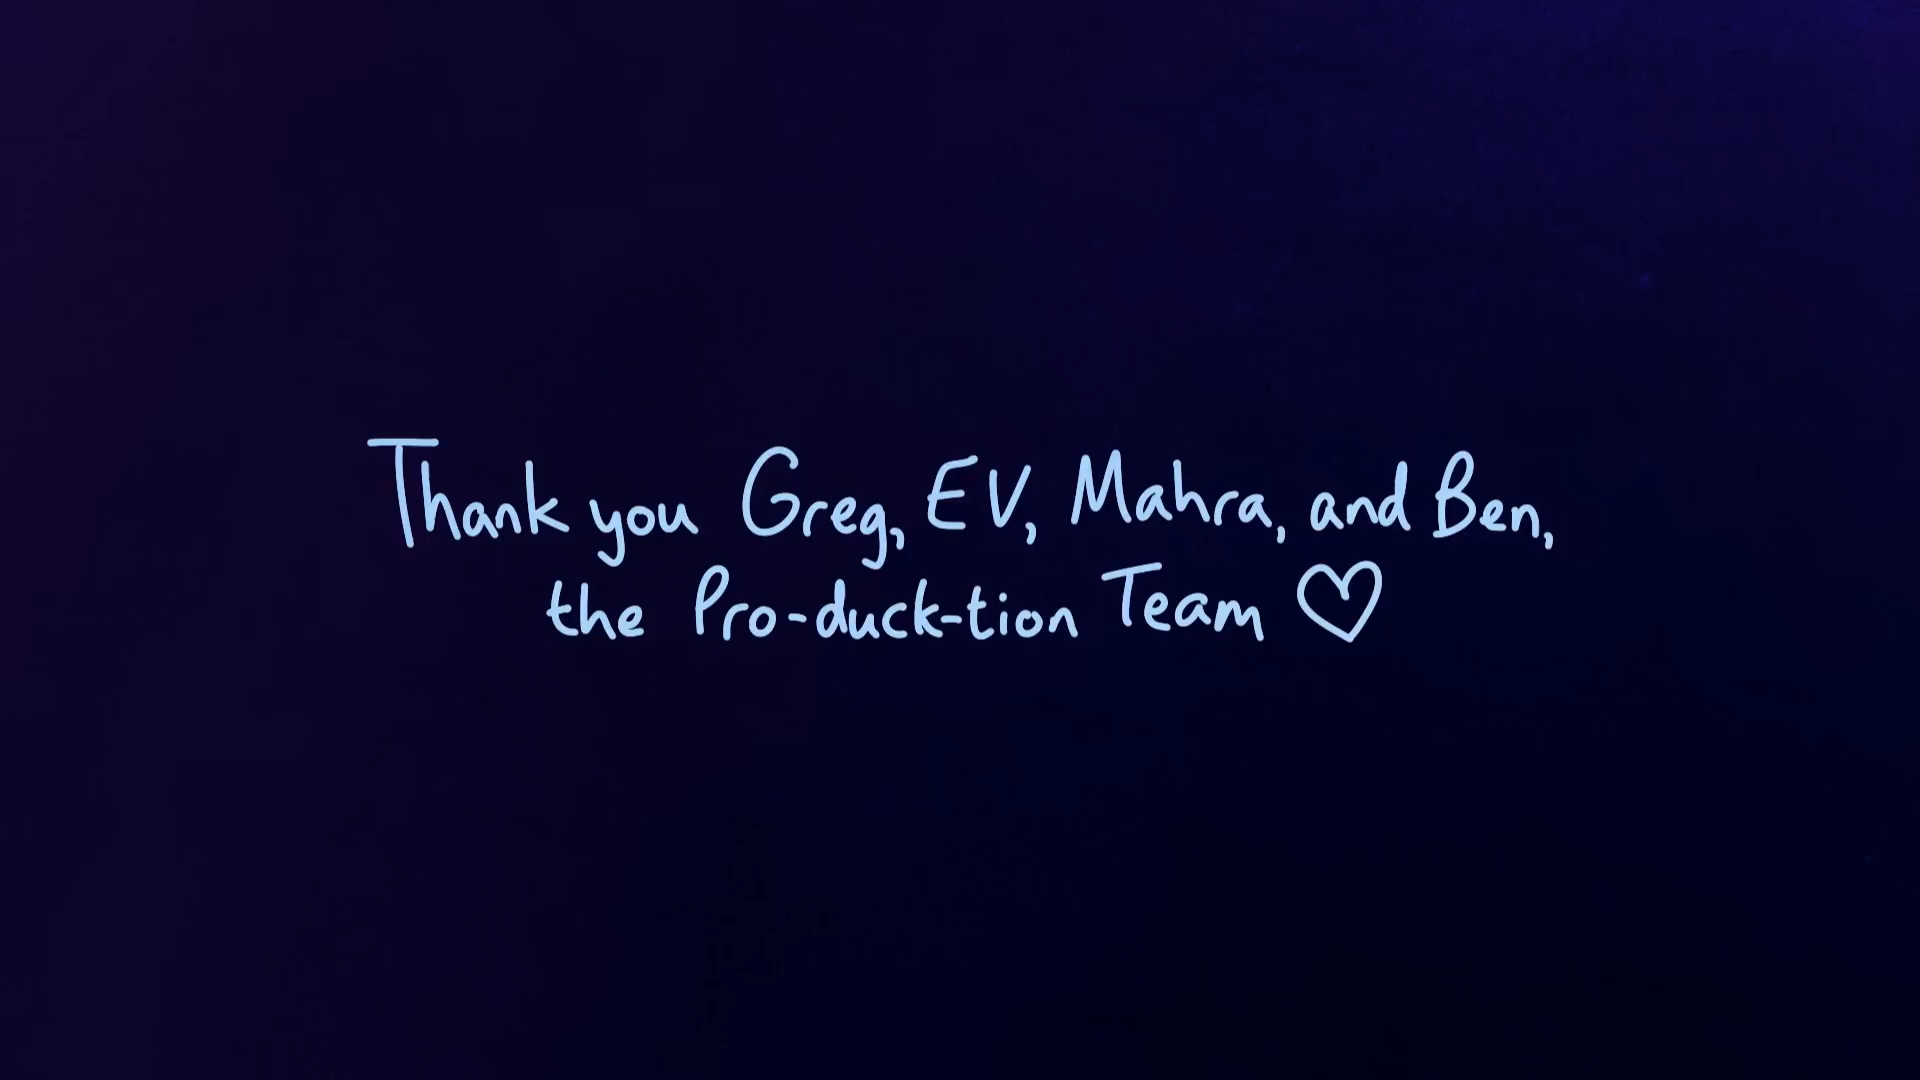 Thank you Greg, EV, Mahra, and Ben,
the Pro-duck-tion Team ♡